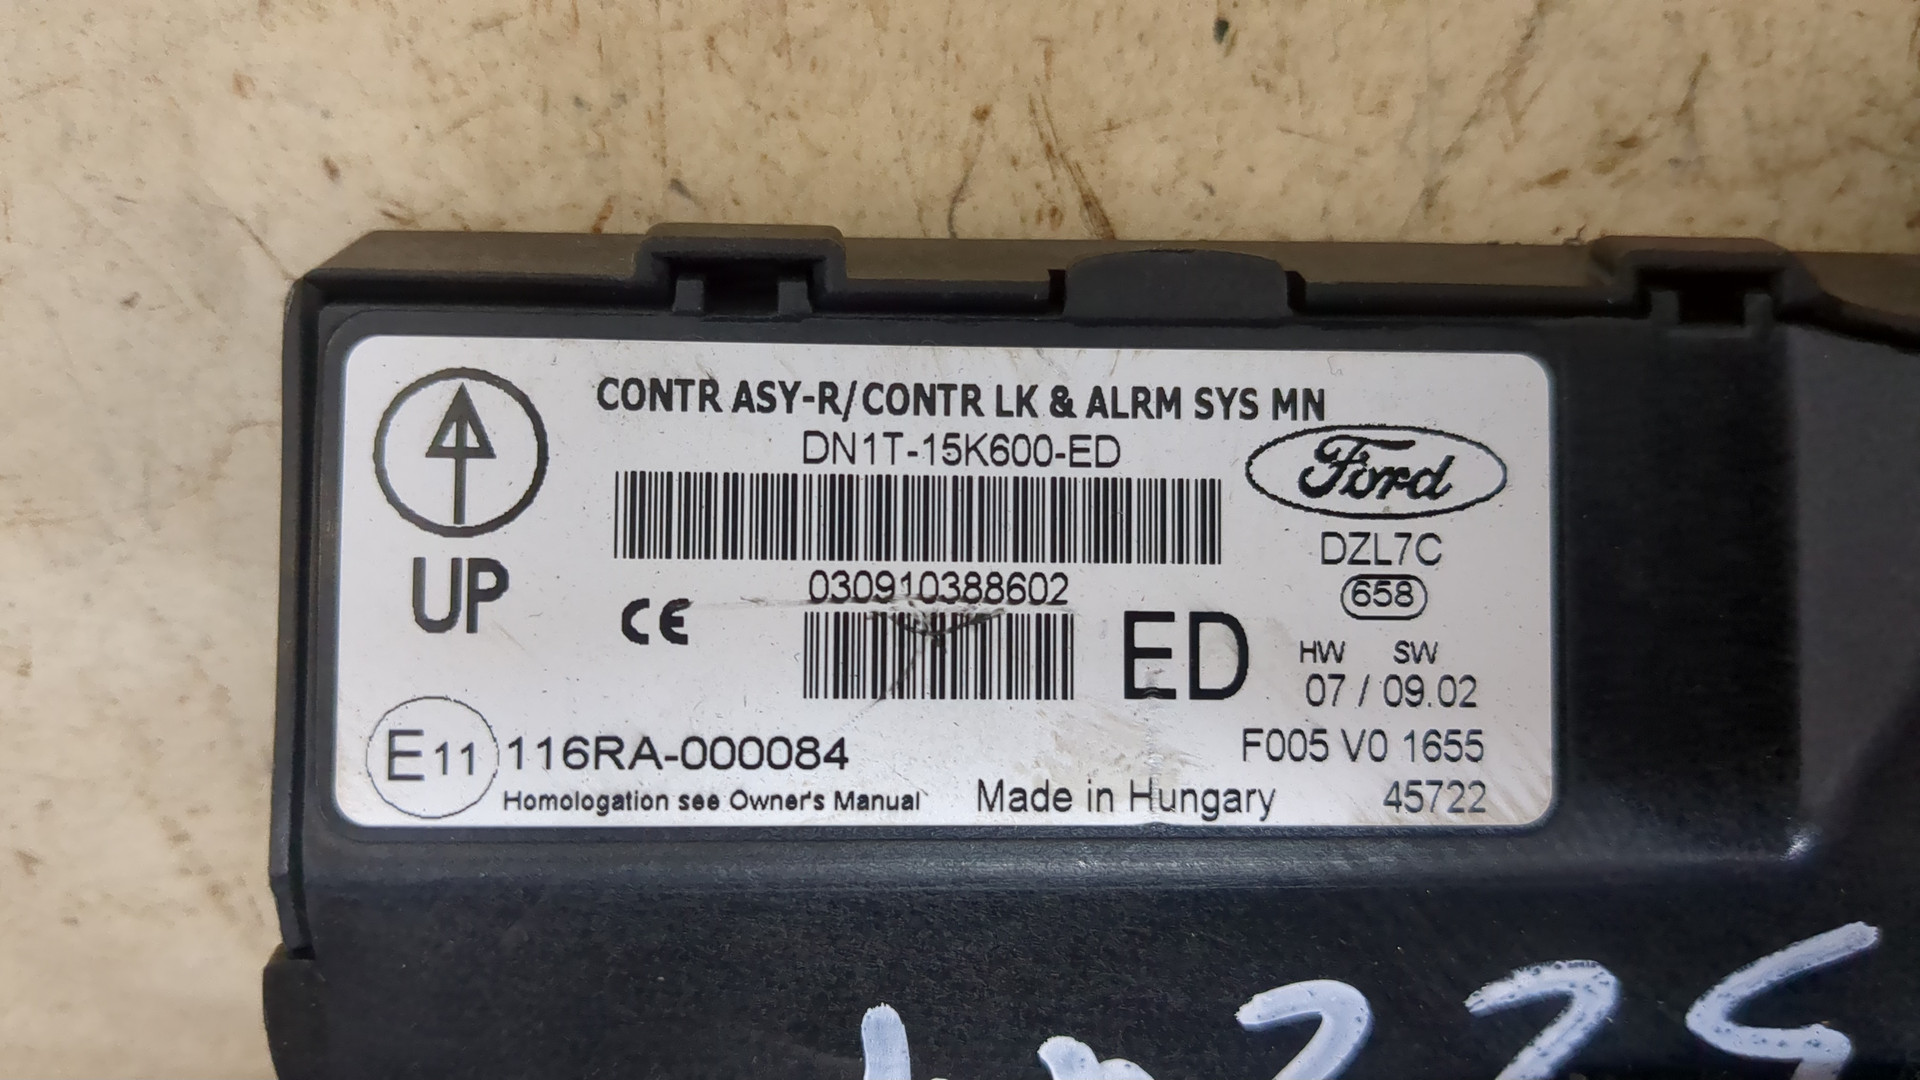 CONTR ASY-R/CONTR LK & ALRM SYS MN
DN1T-15K600-ED
Ford
DZL7C
658
UP
CE
030910388602
ED
HW SW
07 / 09.02
E11 116RA-000084
F005 V0 1655
Homologation see Owner's Manual
Made in Hungary
45722